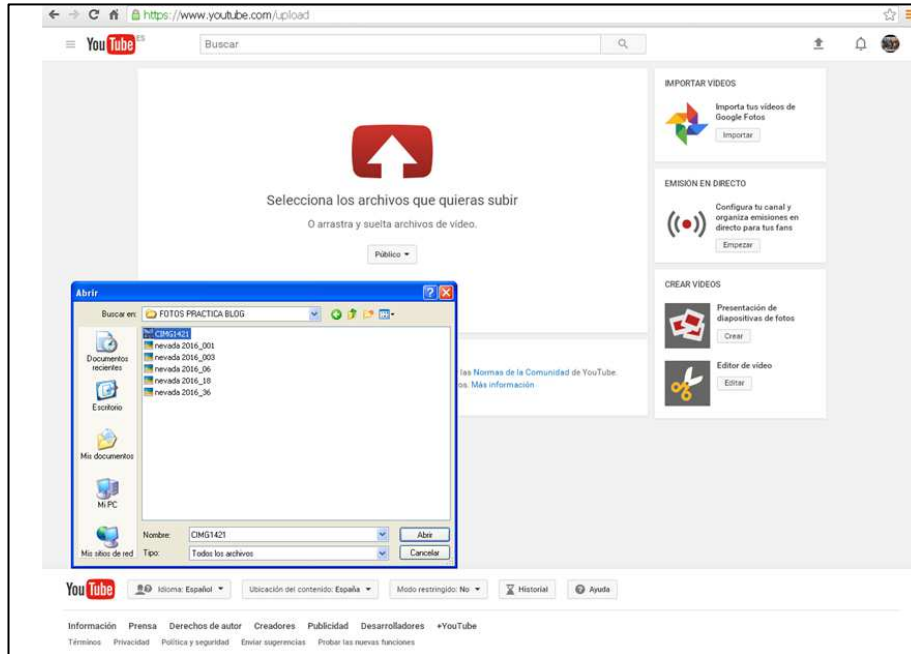 https://www.youtube.com/upload
YouTube ES
Buscar
Selecciona los archivos que quieras subir
O arrastra y suelta archivos de vídeo.
Público
IMPORTAR VÍDEOS
Importa tus vídeos de
Google Fotos
Importar
EMISIÓN EN DIRECTO
Configura tu canal y
organiza emisiones en
directo para tus fans
Empezar
CREAR VÍDEOS
Presentación de
diapositivas de fotos
Crear
Editor de vídeo
Editar
las Normas de la Comunidad de YouTube.
os. Más información
Abrir
Buscar en: FOTOS PRACTICA BLOG
Documentos
recientes
Escritorio
Mis documentos
Mi PC
Mis sitios de red
CIMG1421
nevada 2016_001
nevada 2016_003
nevada 2016_06
nevada 2016_18
nevada 2016_36
Nombre: CIMG1421 Abrir
Tipo: Todos los archivos Cancelar
YouTube Idioma: Español Ubicación del contenido: España Modo restringido: No Historial Ayuda
Información Prensa Derechos de autor Creadores Publicidad Desarrolladores +YouTube
Términos Privacidad Política y seguridad Enviar sugerencias Probar las nuevas funciones